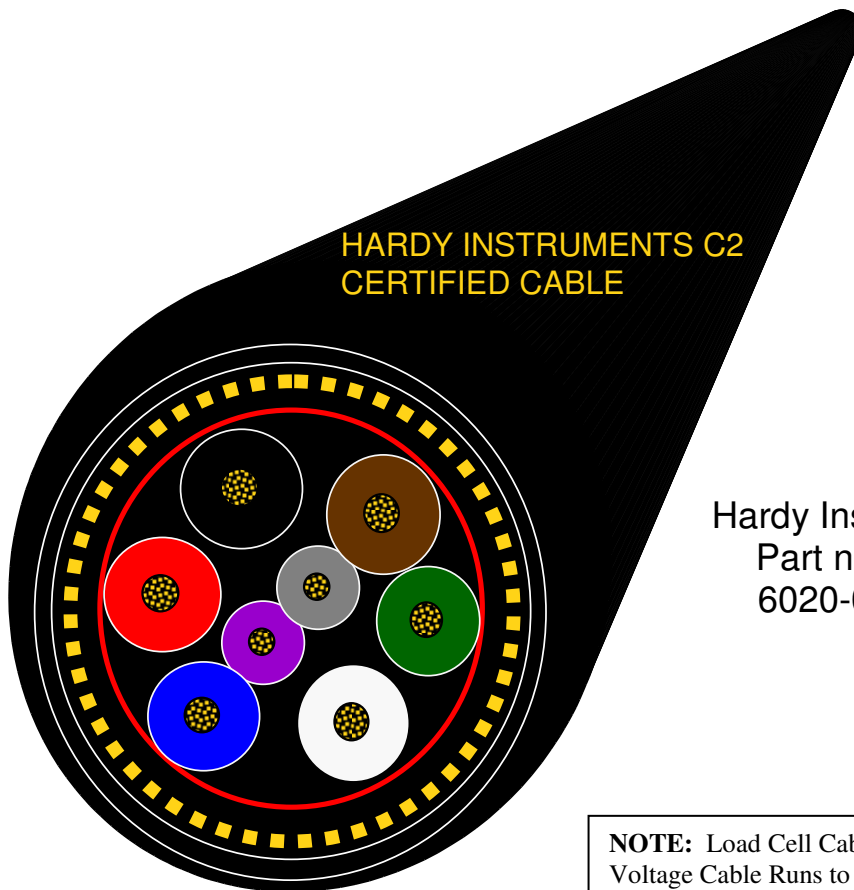 HARDY INSTRUMENTS C2
CERTIFIED CABLE
Hardy Ins
Part n
6020-
NOTE: Load Cell Cab
Voltage Cable Runs to